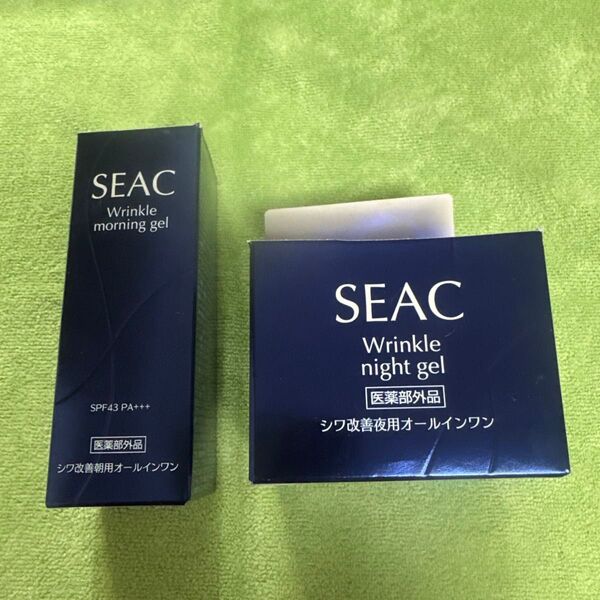 SEAC
Wrinkle
morning gel
SPF43 PA+++
医薬部外品
シワ改善朝用オールインワン
SEAC
Wrinkle
night gel
医薬部外品
シワ改善夜用オールインワン